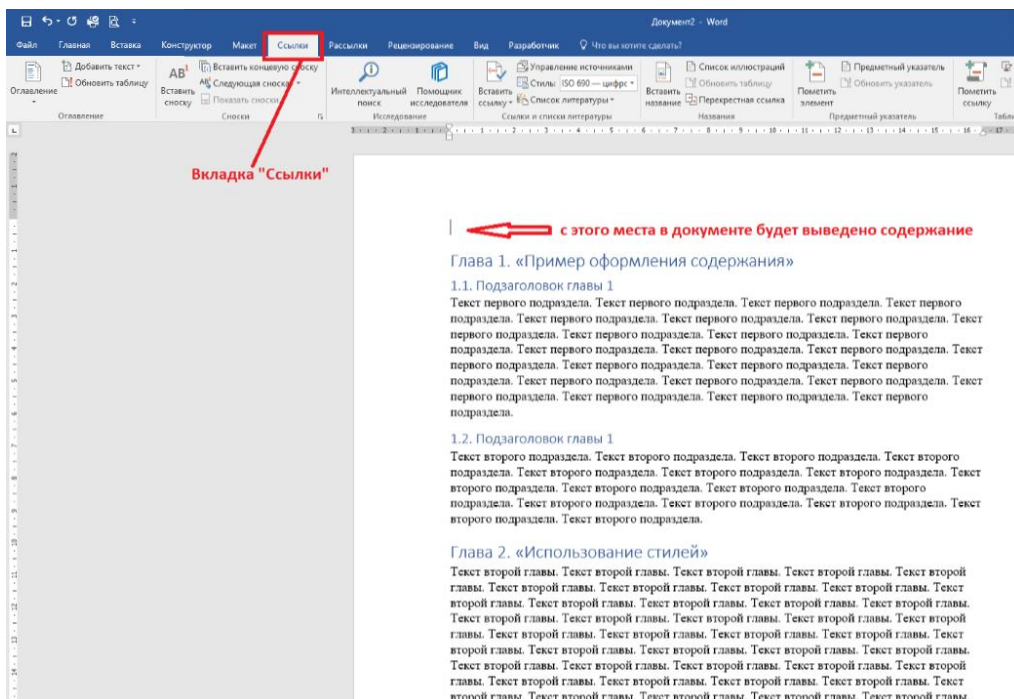 Документ2 - Word
Файл Главная Вставка Конструктор Макет Ссылки Рассылки Рецензирование Вид Разработчик Что вы хотите сделать?
Оглавление
Добавить текст
Обновить таблицу
Оглавление
AB1
Вставить сноску
Вставить концевую сноску
Следующая сноска
Показать сноски
Сноски
Интеллектуальный поиск
Помощник исследователя
Исследование
Вставить ссылку
Управление источниками
Стиль: ISO 690 — цифрс
Список литературы
Ссылки и списки литературы
Вставить название
Список иллюстраций
Обновить таблицу
Перекрестная ссылка
Названия
Пометить элемент
Предметный указатель
Обновить указатель
Предметный указатель
Пометить ссылку
Вкладка "Ссылки"
с этого места в документе будет выведено содержание
Глава 1. «Пример оформления содержания»
1.1. Подзаголовок главы 1
Текст первого подраздела. Текст первого подраздела. Текст первого подраздела. Текст первого
подраздела. Текст первого подраздела. Текст первого подраздела. Текст первого подраздела. Текст
первого подраздела. Текст первого подраздела. Текст первого подраздела. Текст первого
подраздела. Текст первого подраздела. Текст первого подраздела. Текст первого подраздела. Текст
первого подраздела. Текст первого подраздела. Текст первого подраздела. Текст первого
подраздела. Текст первого подраздела. Текст первого подраздела. Текст первого подраздела. Текст
первого подраздела. Текст первого подраздела. Текст первого подраздела. Текст первого
подраздела.
1.2. Подзаголовок главы 1
Текст второго подраздела. Текст второго подраздела. Текст второго подраздела. Текст второго
подраздела. Текст второго подраздела. Текст второго подраздела. Текст второго подраздела. Текст
второго подраздела. Текст второго подраздела. Текст второго подраздела. Текст второго
подраздела. Текст второго подраздела. Текст второго подраздела. Текст второго подраздела. Текст
второго подраздела. Текст второго подраздела.
Глава 2. «Использование стилей»
Текст второй главы. Текст второй главы. Текст второй главы. Текст второй главы. Текст второй
главы. Текст второй главы. Текст второй главы. Текст второй главы. Текст второй главы. Текст
второй главы. Текст второй главы. Текст второй главы. Текст второй главы. Текст второй главы.
Текст второй главы. Текст второй главы. Текст второй главы. Текст второй главы. Текст второй
главы. Текст второй главы. Текст второй главы. Текст второй главы. Текст второй главы. Текст
второй главы. Текст второй главы. Текст второй главы. Текст второй главы. Текст второй главы.
Текст второй главы. Текст второй главы. Текст второй главы. Текст второй главы. Текст второй
главы. Текст второй главы. Текст второй главы. Текст второй главы. Текст второй главы. Текст
второй главы. Текст второй главы. Текст второй главы. Текст второй главы. Текст второй главы